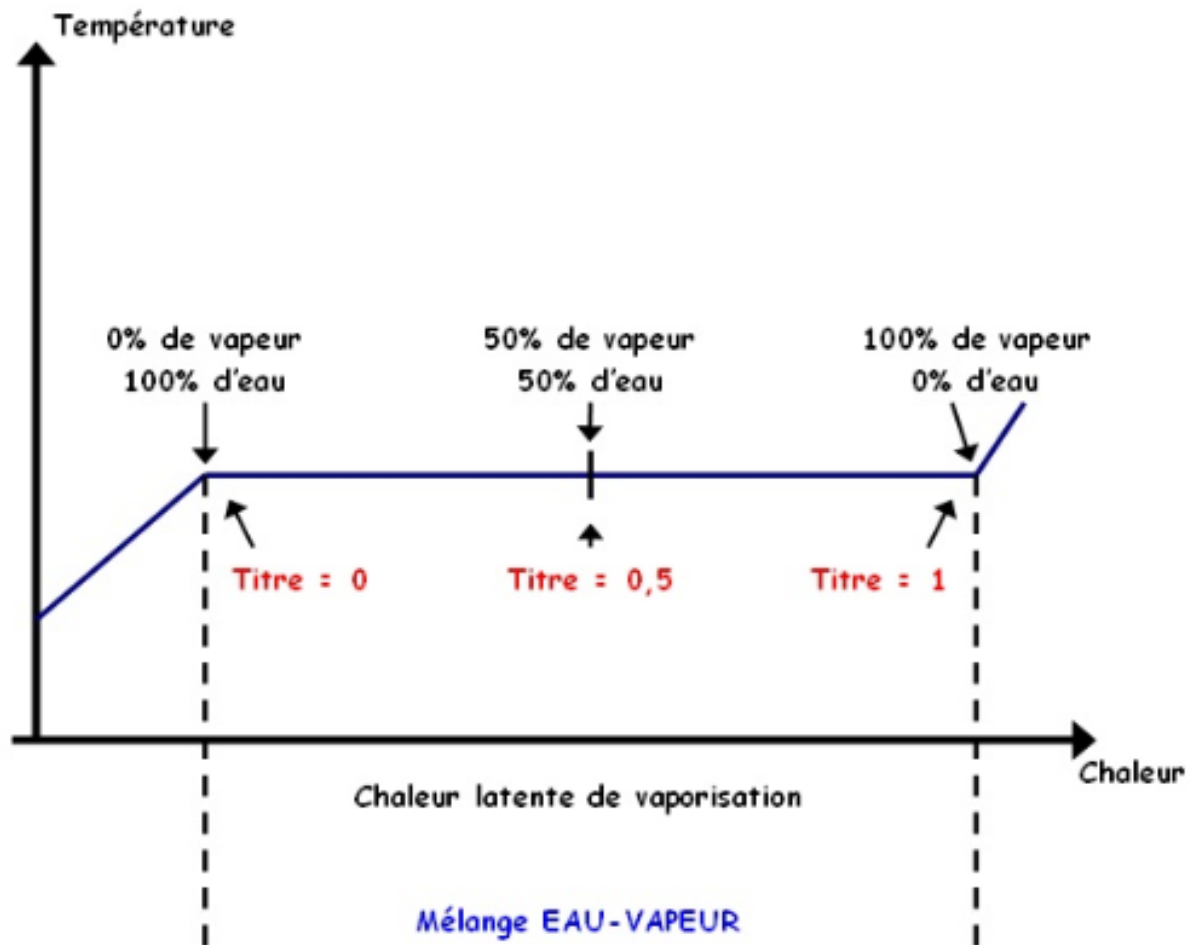 Température
0% de vapeur
100% d'eau
50% de vapeur
50% d'eau
100% de vapeur
0% d'eau
Titre = 0
Titre = 0,5
Titre = 1
Chaleur
Chaleur latente de vaporisation
Mélange EAU-VAPEUR